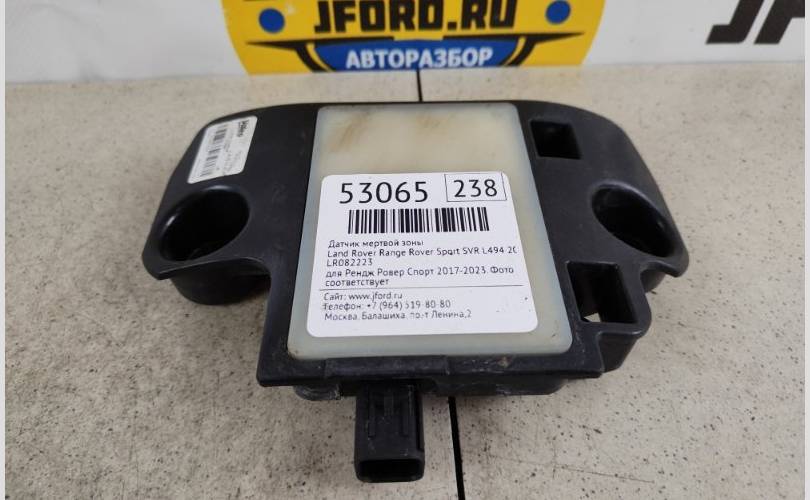 JFORD.RU
АВТОРАЗБОР
JF
Valeo
53065 238
Датчик мертвой зоны
Land Rover Range Rover Sport SVR L494 20
LR082223
для Рендж Ровер Спорт 2017-2023. Фото
соответствует
Сайт: www.jford.ru
Телефон: +7 (964) 519-80-80
Москва, Балашиха, пр-т Ленина,2